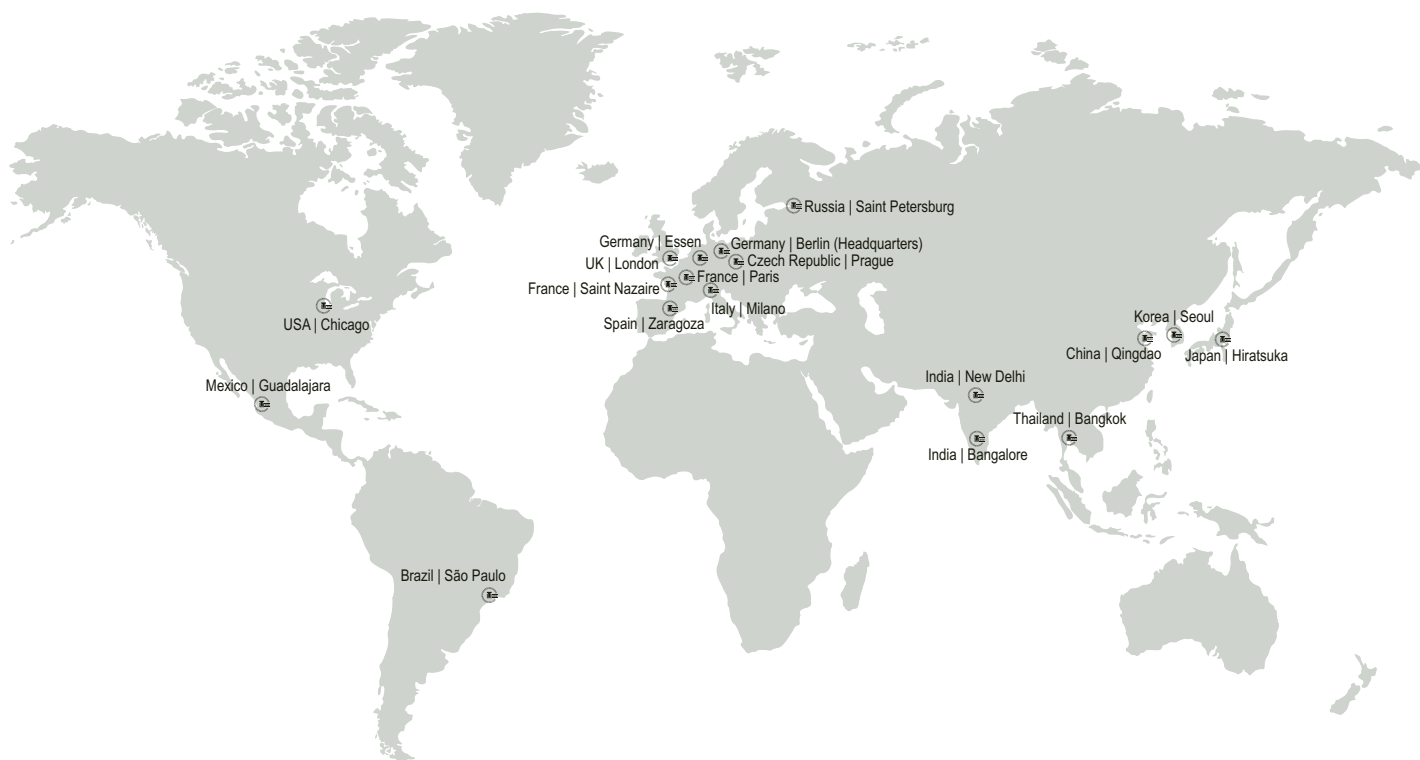 Russia | Saint Petersburg
Germany | Essen
Germany | Berlin (Headquarters)
UK | London
Czech Republic | Prague
France | Paris
France | Saint Nazaire
Italy | Milano
Spain | Zaragoza
USA | Chicago
Korea | Seoul
China | Qingdao
Japan | Hiratsuka
Mexico | Guadalajara
India | New Delhi
Thailand | Bangkok
India | Bangalore
Brazil | São Paulo